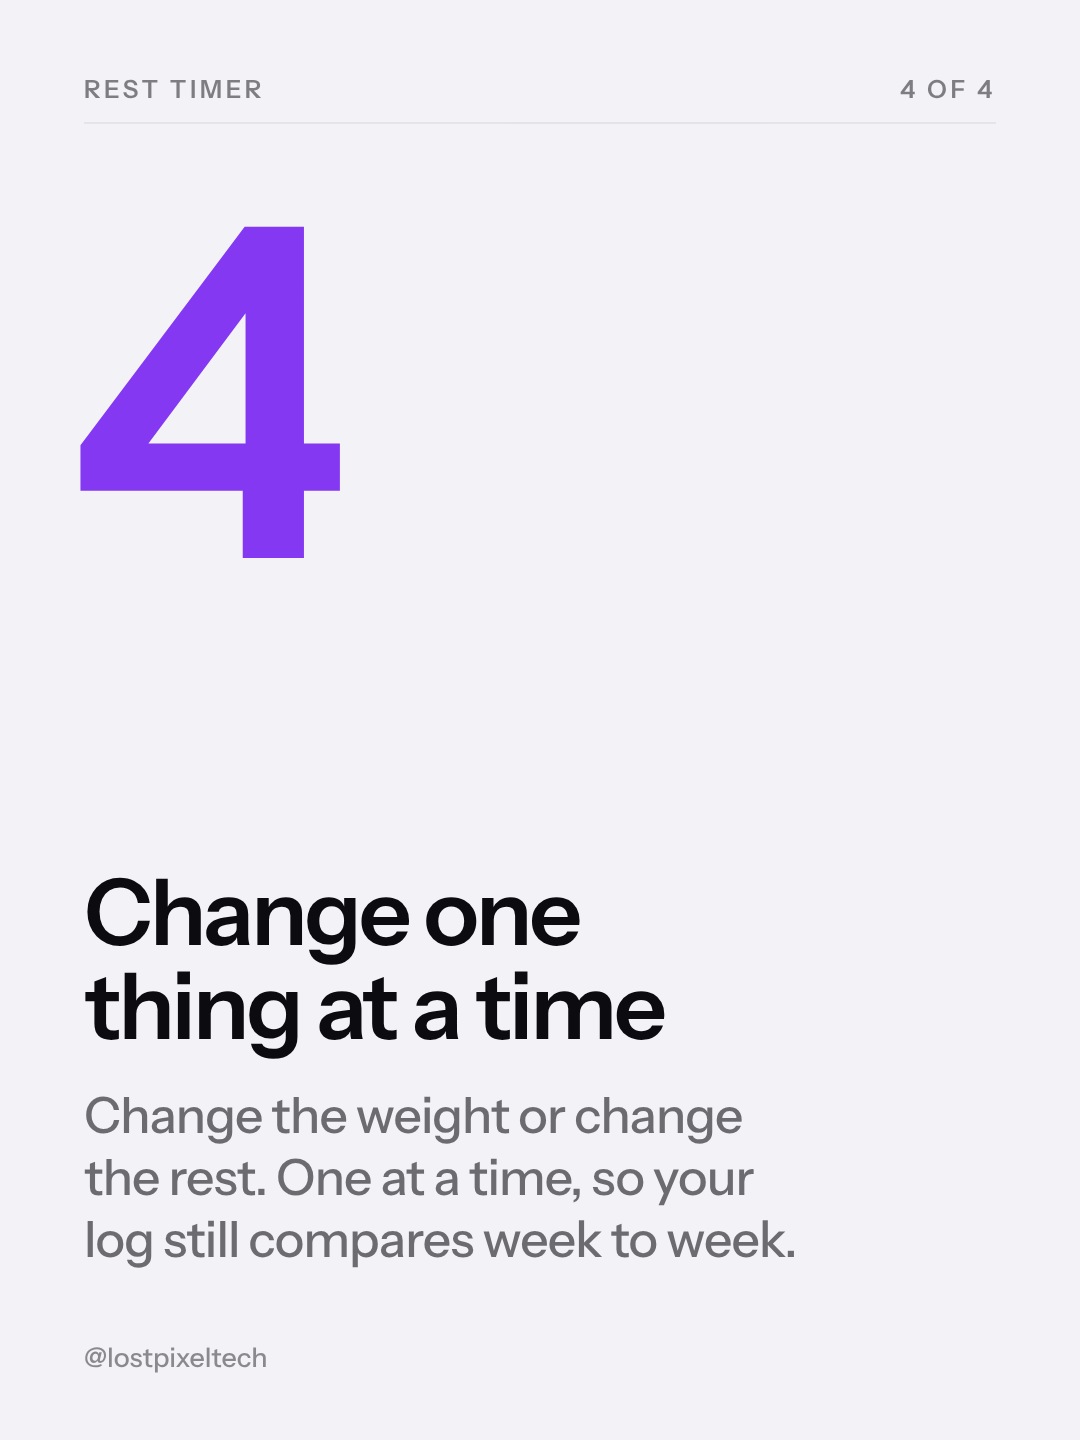 REST TIMER
4 OF 4
4
Change one
thing at a time
Change the weight or change
the rest. One at a time, so your
log still compares week to week.
@lostpixeltech